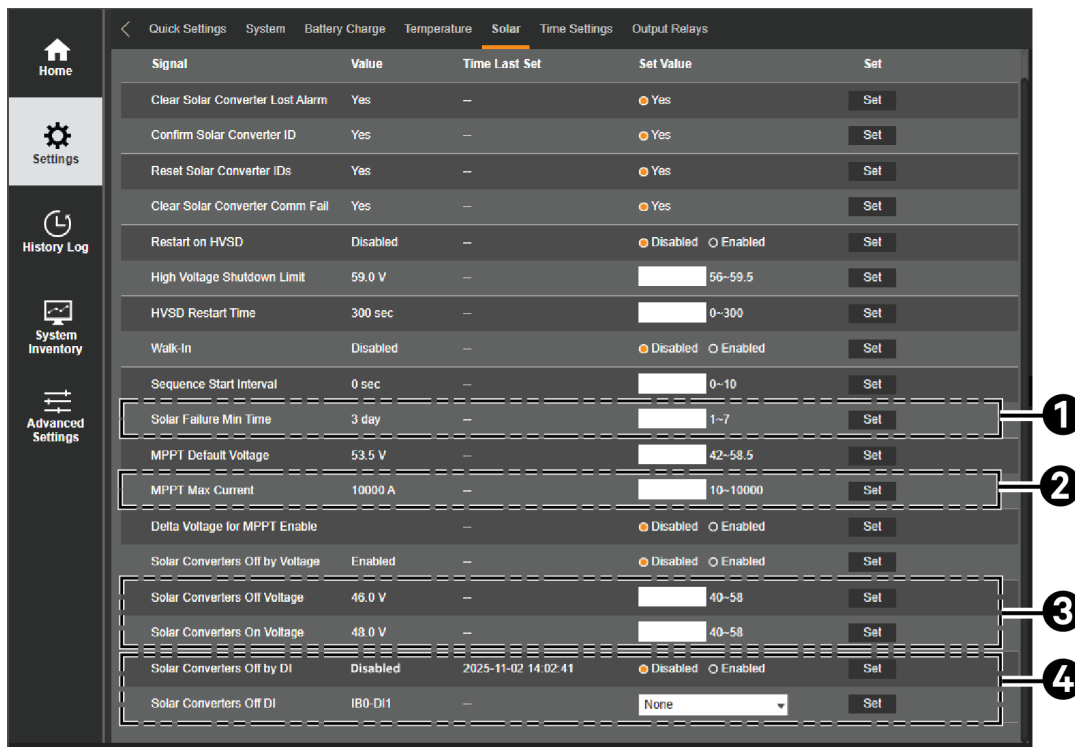 Quick Settings System Battery Charge Temperature Solar Time Settings Output Relays
Home
Settings
History Log
System
Inventory
Advanced
Settings
Signal Value Time Last Set Set Value Set
Clear Solar Converter Lost Alarm Yes -- Yes Set
Confirm Solar Converter ID Yes -- Yes Set
Reset Solar Converter IDs Yes -- Yes Set
Clear Solar Converter Comm Fail Yes -- Yes Set
Restart on HVSD Disabled -- Disabled Enabled Set
High Voltage Shutdown Limit 59.0 V -- 56~59.5 Set
HVSD Restart Time 300 sec -- 0~300 Set
Walk-In Disabled -- Disabled Enabled Set
Sequence Start Interval 0 sec -- 0~10 Set
Solar Failure Min Time 3 day -- 1~7 Set 1
MPPT Default Voltage 53.5 V -- 42~58.5 Set
MPPT Max Current 10000 A -- 10~10000 Set 2
Delta Voltage for MPPT Enable -- Disabled Enabled Set
Solar Converters Off by Voltage Enabled -- Disabled Enabled Set
Solar Converters Off Voltage 46.0 V -- 40~58 Set
3
Solar Converters On Voltage 48.0 V -- 40~58 Set
Solar Converters Off by DI Disabled 2025-11-02 14:02:41 Disabled Enabled Set
4
Solar Converters Off DI IB0-DI1 -- None Set